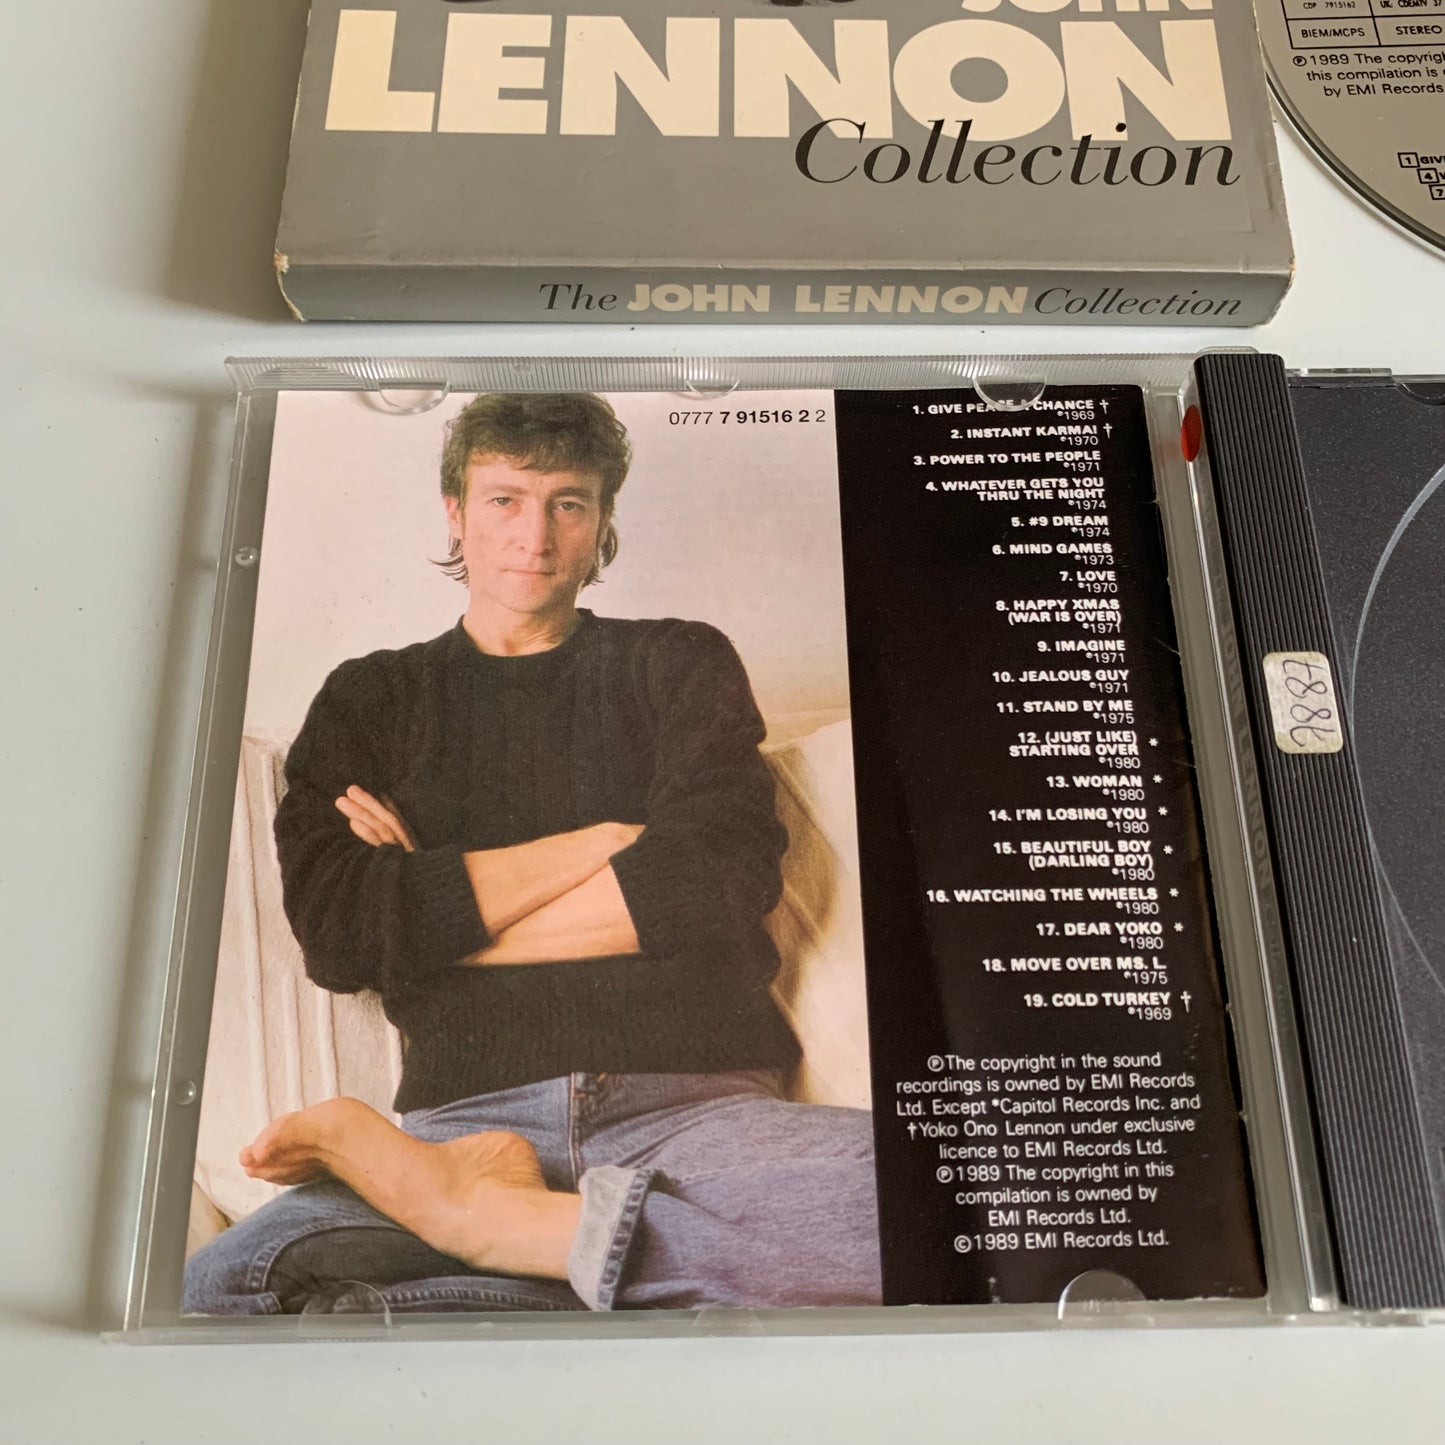 JOHN
LENNON
Collection
The JOHN LENNON Collection
CDP 7915162
BIEM/MCPS STEREO
℗1989 The
this compilation is
by EMI Records
1
4
7
0777 7 91516 2 2
1. GIVE PEACE A CHANCE †
℗1969
2. INSTANT KARMA! †
℗1970
3. POWER TO THE PEOPLE
℗1971
4. WHATEVER GETS YOU
THRU THE NIGHT
℗1974
5. #9 DREAM
℗1974
6. MIND GAMES
℗1973
7. LOVE
℗1970
8. HAPPY XMAS
(WAR IS OVER)
℗1971
9. IMAGINE
℗1971
10. JEALOUS GUY
℗1971
11. STAND BY ME
℗1975
12. (JUST LIKE)
STARTING OVER *
℗1980
13. WOMAN *
℗1980
14. I'M LOSING YOU *
℗1980
15. BEAUTIFUL BOY
(DARLING BOY) *
℗1980
16. WATCHING THE WHEELS *
℗1980
17. DEAR YOKO *
℗1980
18. MOVE OVER MS. L.
℗1975
19. COLD TURKEY †
℗1969
℗The copyright in the sound
recordings is owned by EMI Records
Ltd. Except *Capitol Records Inc. and
†Yoko Ono Lennon under exclusive
licence to EMI Records Ltd.
℗1989 The copyright in this
compilation is owned by
EMI Records Ltd.
©1989 EMI Records Ltd.
7887